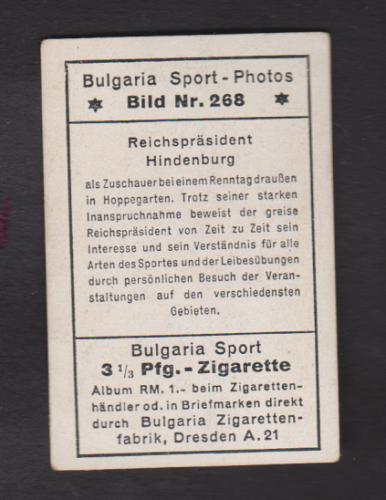 Bulgaria Sport-Photos
Bild Nr. 268
Reichspräsident
Hindenburg
als Zuschauer bei einem Renntag draußen
in Hoppegarten. Trotz seiner starken
Inanspruchnahme beweist der greise
Reichspräsident von Zeit zu Zeit sein
Interesse und sein Verständnis für alle
Arten des Sportes und der Leibesübungen
durch persönlichen Besuch der Veran-
staltungen auf den verschiedensten
Gebieten.
Bulgaria Sport
3 1/3 Pfg.-Zigarette
Album RM. 1.- beim Zigaretten-
händler od. in Briefmarken direkt
durch Bulgaria Zigaretten-
fabrik, Dresden A.21